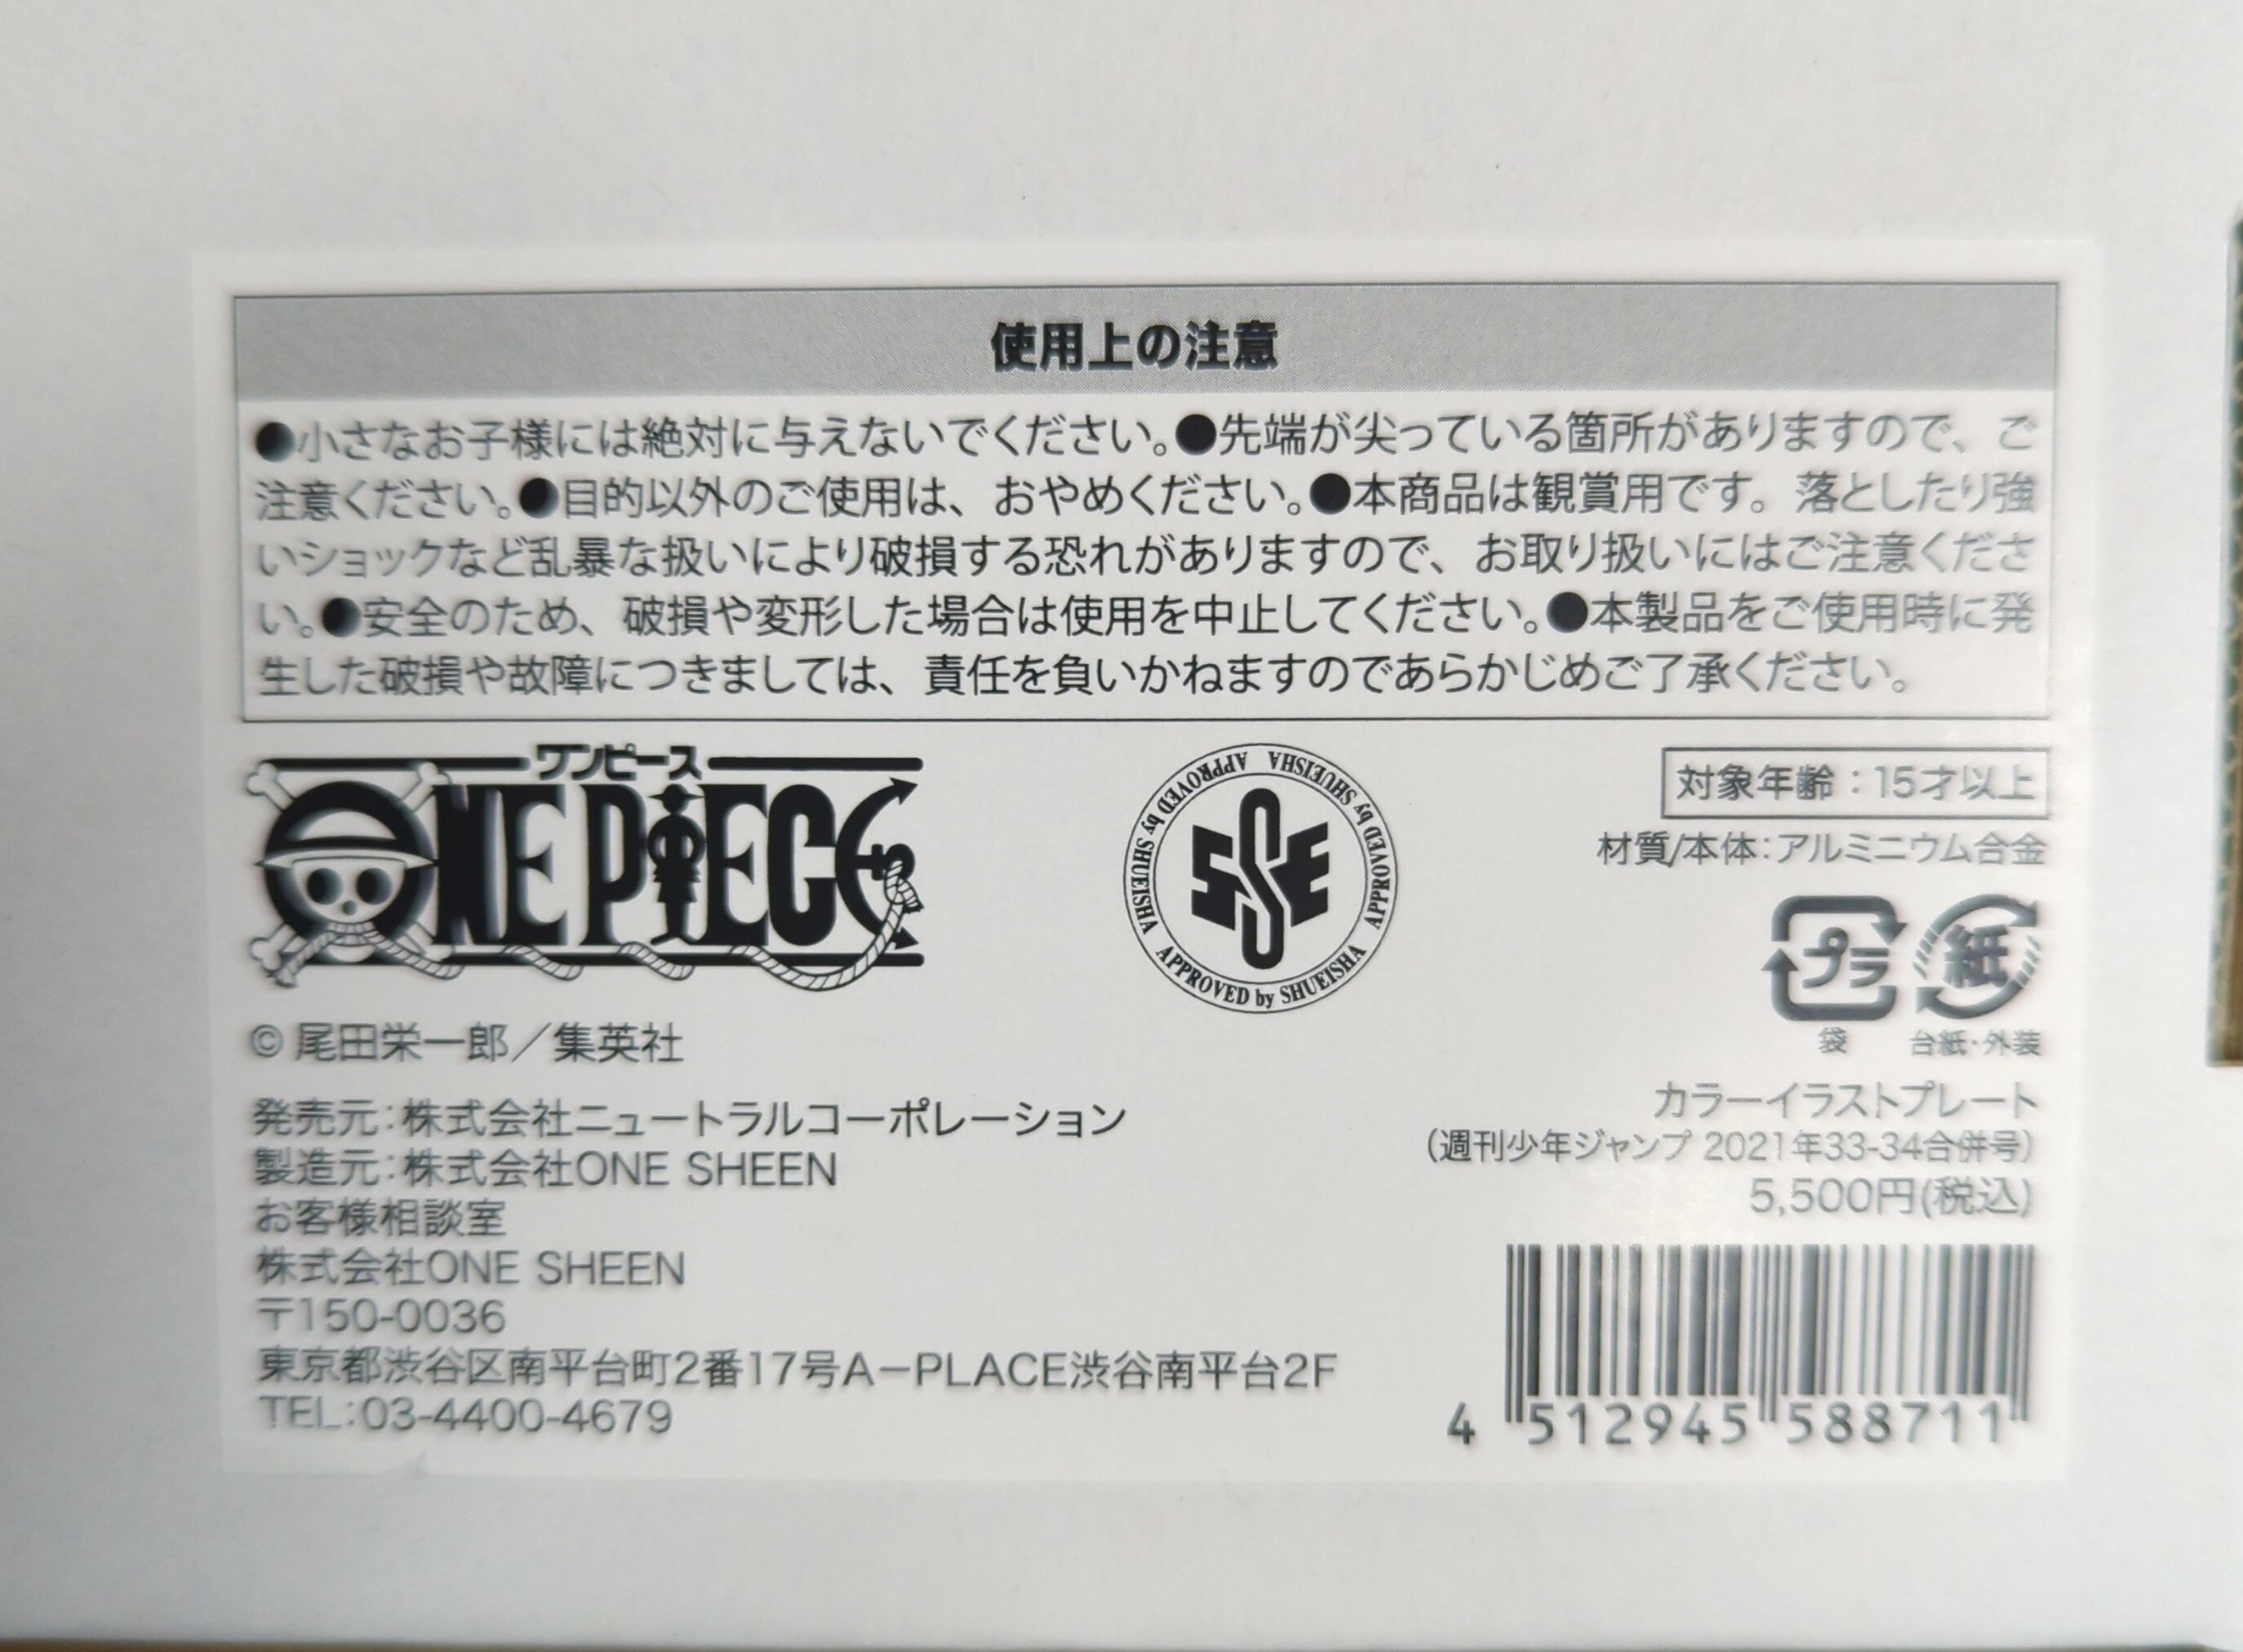 使用上の注意
●小さなお子様には絶対に与えないでください。●先端が尖っている箇所がありますので、ご
注意ください。●目的以外のご使用は、おやめください。●本商品は観賞用です。落としたり強
いショックなど乱暴な扱いにより破損する恐れがありますので、お取り扱いにはご注意くださ
い。●安全のため、破損や変形した場合は使用を中止してください。●本製品をご使用時に発
生した破損や故障につきましては、責任を負いかねますのであらかじめご了承ください。
ワンピース
ONE PIECE
APPROVED by SHUEISHA APPROVED by SHUEISHA APPROVED by SHUEISHA
SSE
対象年齢：15才以上
材質/本体：アルミニウム合金
プラ 紙
袋 台紙・外装
© 尾田栄一郎／集英社
発売元：株式会社ニュートラルコーポレーション
製造元：株式会社ONE SHEEN
お客様相談室
株式会社ONE SHEEN
〒150-0036
東京都渋谷区南平台町2番17号A−PLACE渋谷南平台2F
TEL：03-4400-4679
カラーイラストプレート
（週刊少年ジャンプ 2021年33-34合併号）
5,500円(税込)
4 512945 588711